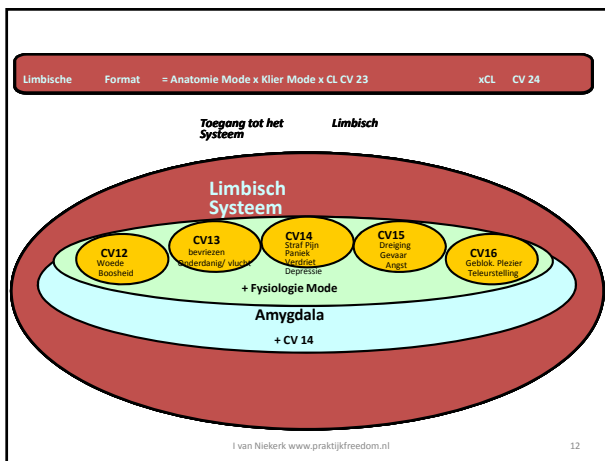 Limbische Format = Anatomie Mode x Klier Mode x CL CV 23 xCL CV 24
Toegang tot het Limbisch
Systeem
Limbisch
Systeem
CV12
Woede
Boosheid
CV13
bevriezen
Onderdanig/ vlucht
CV14
Straf Pijn
Paniek
Verdriet
Depressie
CV15
Dreiging
Gevaar
Angst
CV16
Geblok. Plezier
Teleurstelling
+ Fysiologie Mode
Amygdala
+ CV 14
I van Niekerk www.praktijkfreedom.nl 12